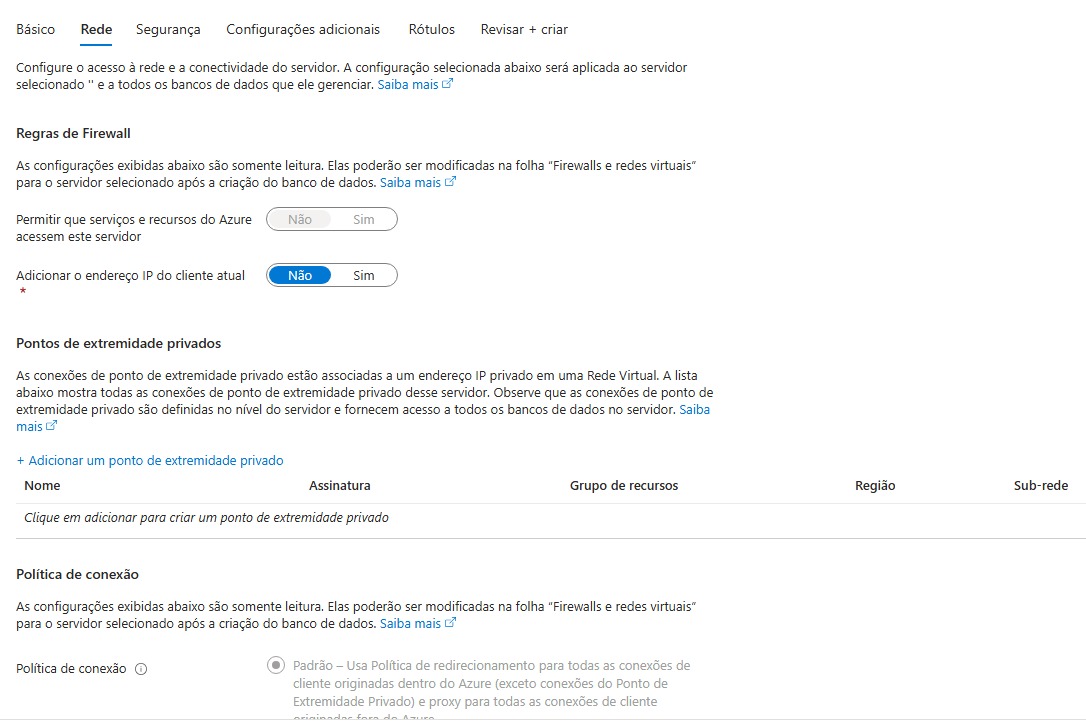 Básico Rede Segurança Configurações adicionais Rótulos Revisar + criar
Configure o acesso à rede e a conectividade do servidor. A configuração selecionada abaixo será aplicada ao servidor
selecionado '' e a todos os bancos de dados que ele gerenciar. Saiba mais
Regras de Firewall
As configurações exibidas abaixo são somente leitura. Elas poderão ser modificadas na folha “Firewalls e redes virtuais”
para o servidor selecionado após a criação do banco de dados. Saiba mais
Permitir que serviços e recursos do Azure
acessem este servidor
Não Sim
Adicionar o endereço IP do cliente atual
*
Não Sim
Pontos de extremidade privados
As conexões de ponto de extremidade privado estão associadas a um endereço IP privado em uma Rede Virtual. A lista
abaixo mostra todas as conexões de ponto de extremidade privado desse servidor. Observe que as conexões de ponto de
extremidade privado são definidas no nível do servidor e fornecem acesso a todos os bancos de dados no servidor. Saiba
mais
+ Adicionar um ponto de extremidade privado
Nome Assinatura Grupo de recursos Região Sub-rede
Clique em adicionar para criar um ponto de extremidade privado
Política de conexão
As configurações exibidas abaixo são somente leitura. Elas poderão ser modificadas na folha “Firewalls e redes virtuais”
para o servidor selecionado após a criação do banco de dados. Saiba mais
Política de conexão
Padrão – Usa Política de redirecionamento para todas as conexões de
cliente originadas dentro do Azure (exceto conexões do Ponto de
Extremidade Privado) e proxy para todas as conexões de cliente
originadas fora do Azure